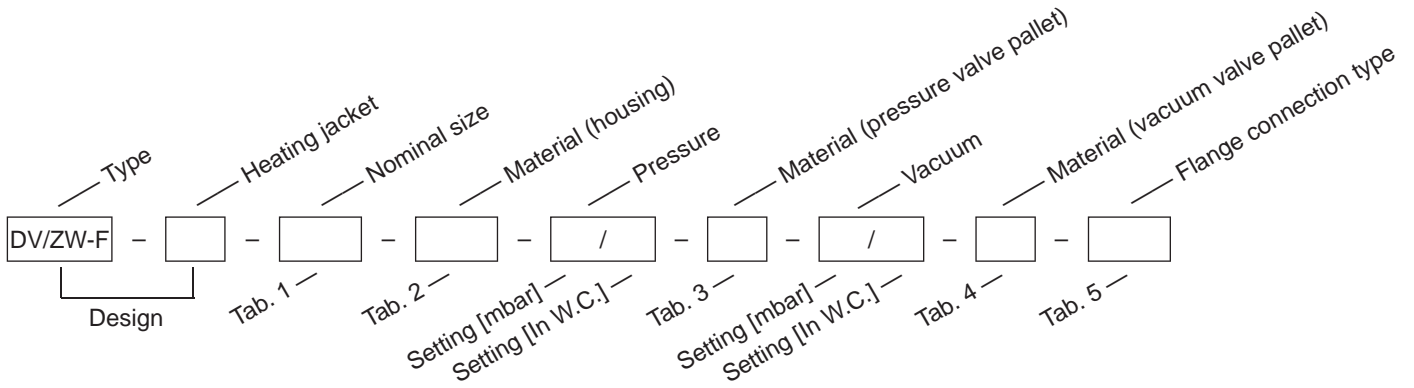 Type
Heating jacket
Nominal size
Material (housing)
Pressure
Material (pressure valve pallet)
Vacuum
Material (vacuum valve pallet)
Flange connection type
DV/ZW-F – – – – / – – / – –
Design
Tab. 1
Tab. 2
Setting [mbar]
Setting [In W.C.]
Tab. 3
Setting [mbar]
Setting [In W.C.]
Tab. 4
Tab. 5